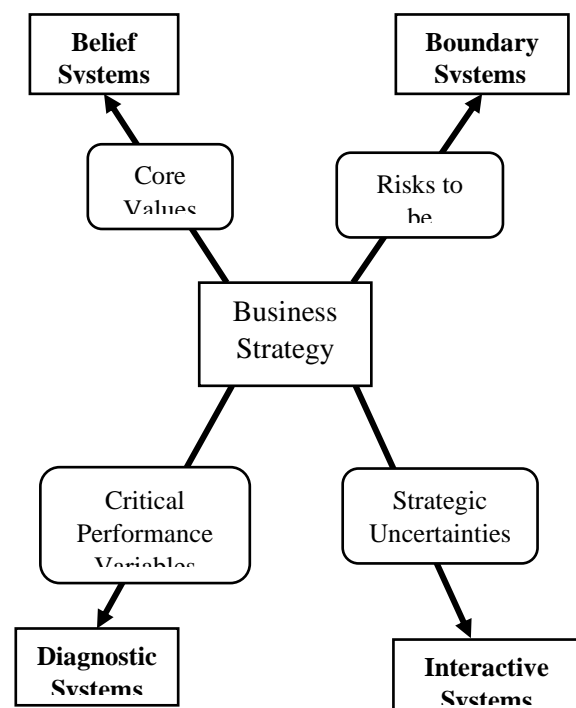 Belief
Systems
Boundary
Systems
Core
Values
Risks to
be
Business
Strategy
Critical
Performance
Variables
Strategic
Uncertainties
Diagnostic
Systems
Interactive
Systems